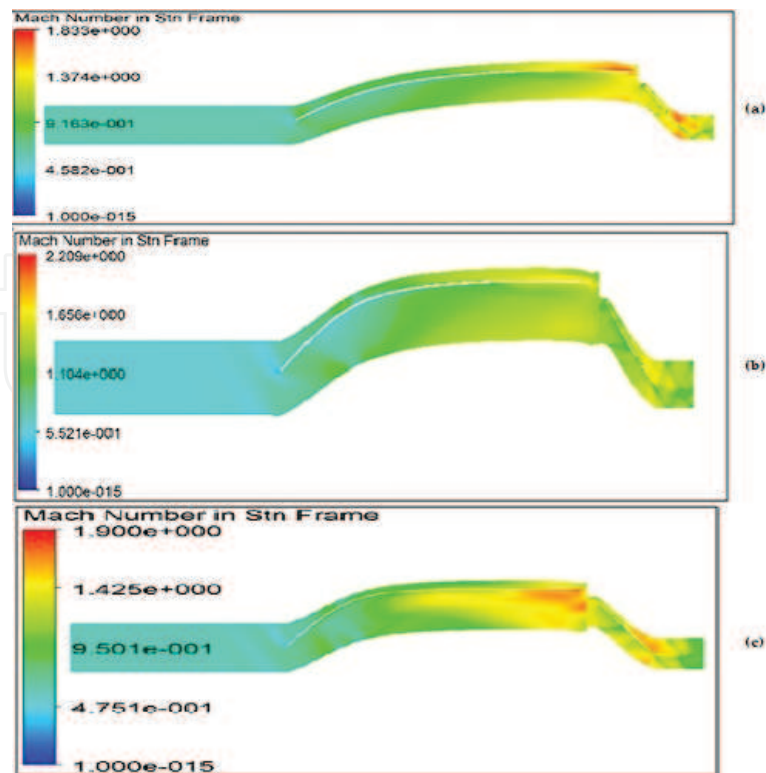 Mach Number in Stn Frame
1.833e+000
1.374e+000
9.163e-001
4.582e-001
1.000e-015
(a)
Mach Number in Stn Frame
2.209e+000
1.656e+000
1.104e+000
5.521e-001
1.000e-015
(b)
Mach Number in Stn Frame
1.900e+000
1.425e+000
9.501e-001
4.751e-001
1.000e-015
(c)